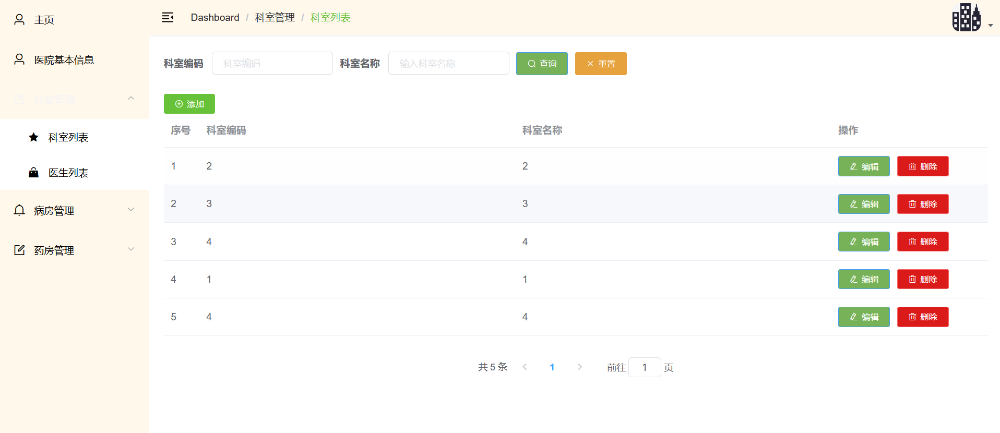 主页
医院基本信息
科室管理
科室列表
医生列表
病房管理
药房管理
Dashboard / 科室管理 / 科室列表
科室编码 科室编码 科室名称 输入科室名称 查询 重置
添加
序号 科室编码 科室名称 操作
1 2 2 编辑 删除
2 3 3 编辑 删除
3 4 4 编辑 删除
4 1 1 编辑 删除
5 4 4 编辑 删除
共 5 条 1 前往 1 页